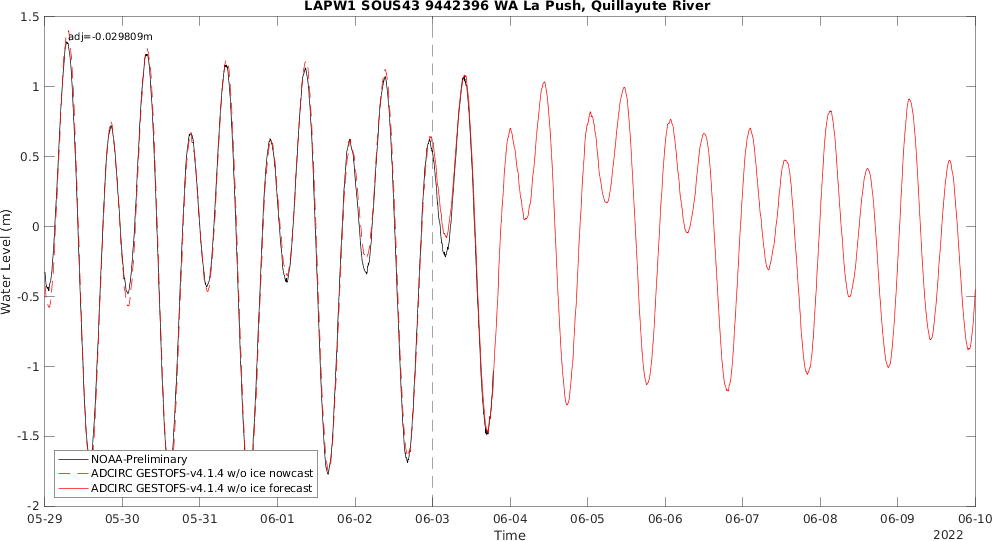 LAPW1 SOUS43 9442396 WA La Push, Quillayute River
adj=-0.029809m
1.5
1
0.5
0
-0.5
-1
-1.5
-2
Water Level (m)
NOAA-Preliminary
ADCIRC GESTOFS-v4.1.4 w/o ice nowcast
ADCIRC GESTOFS-v4.1.4 w/o ice forecast
05-29 05-30 05-31 06-01 06-02 06-03 06-04 06-05 06-06 06-07 06-08 06-09 06-10
Time
2022